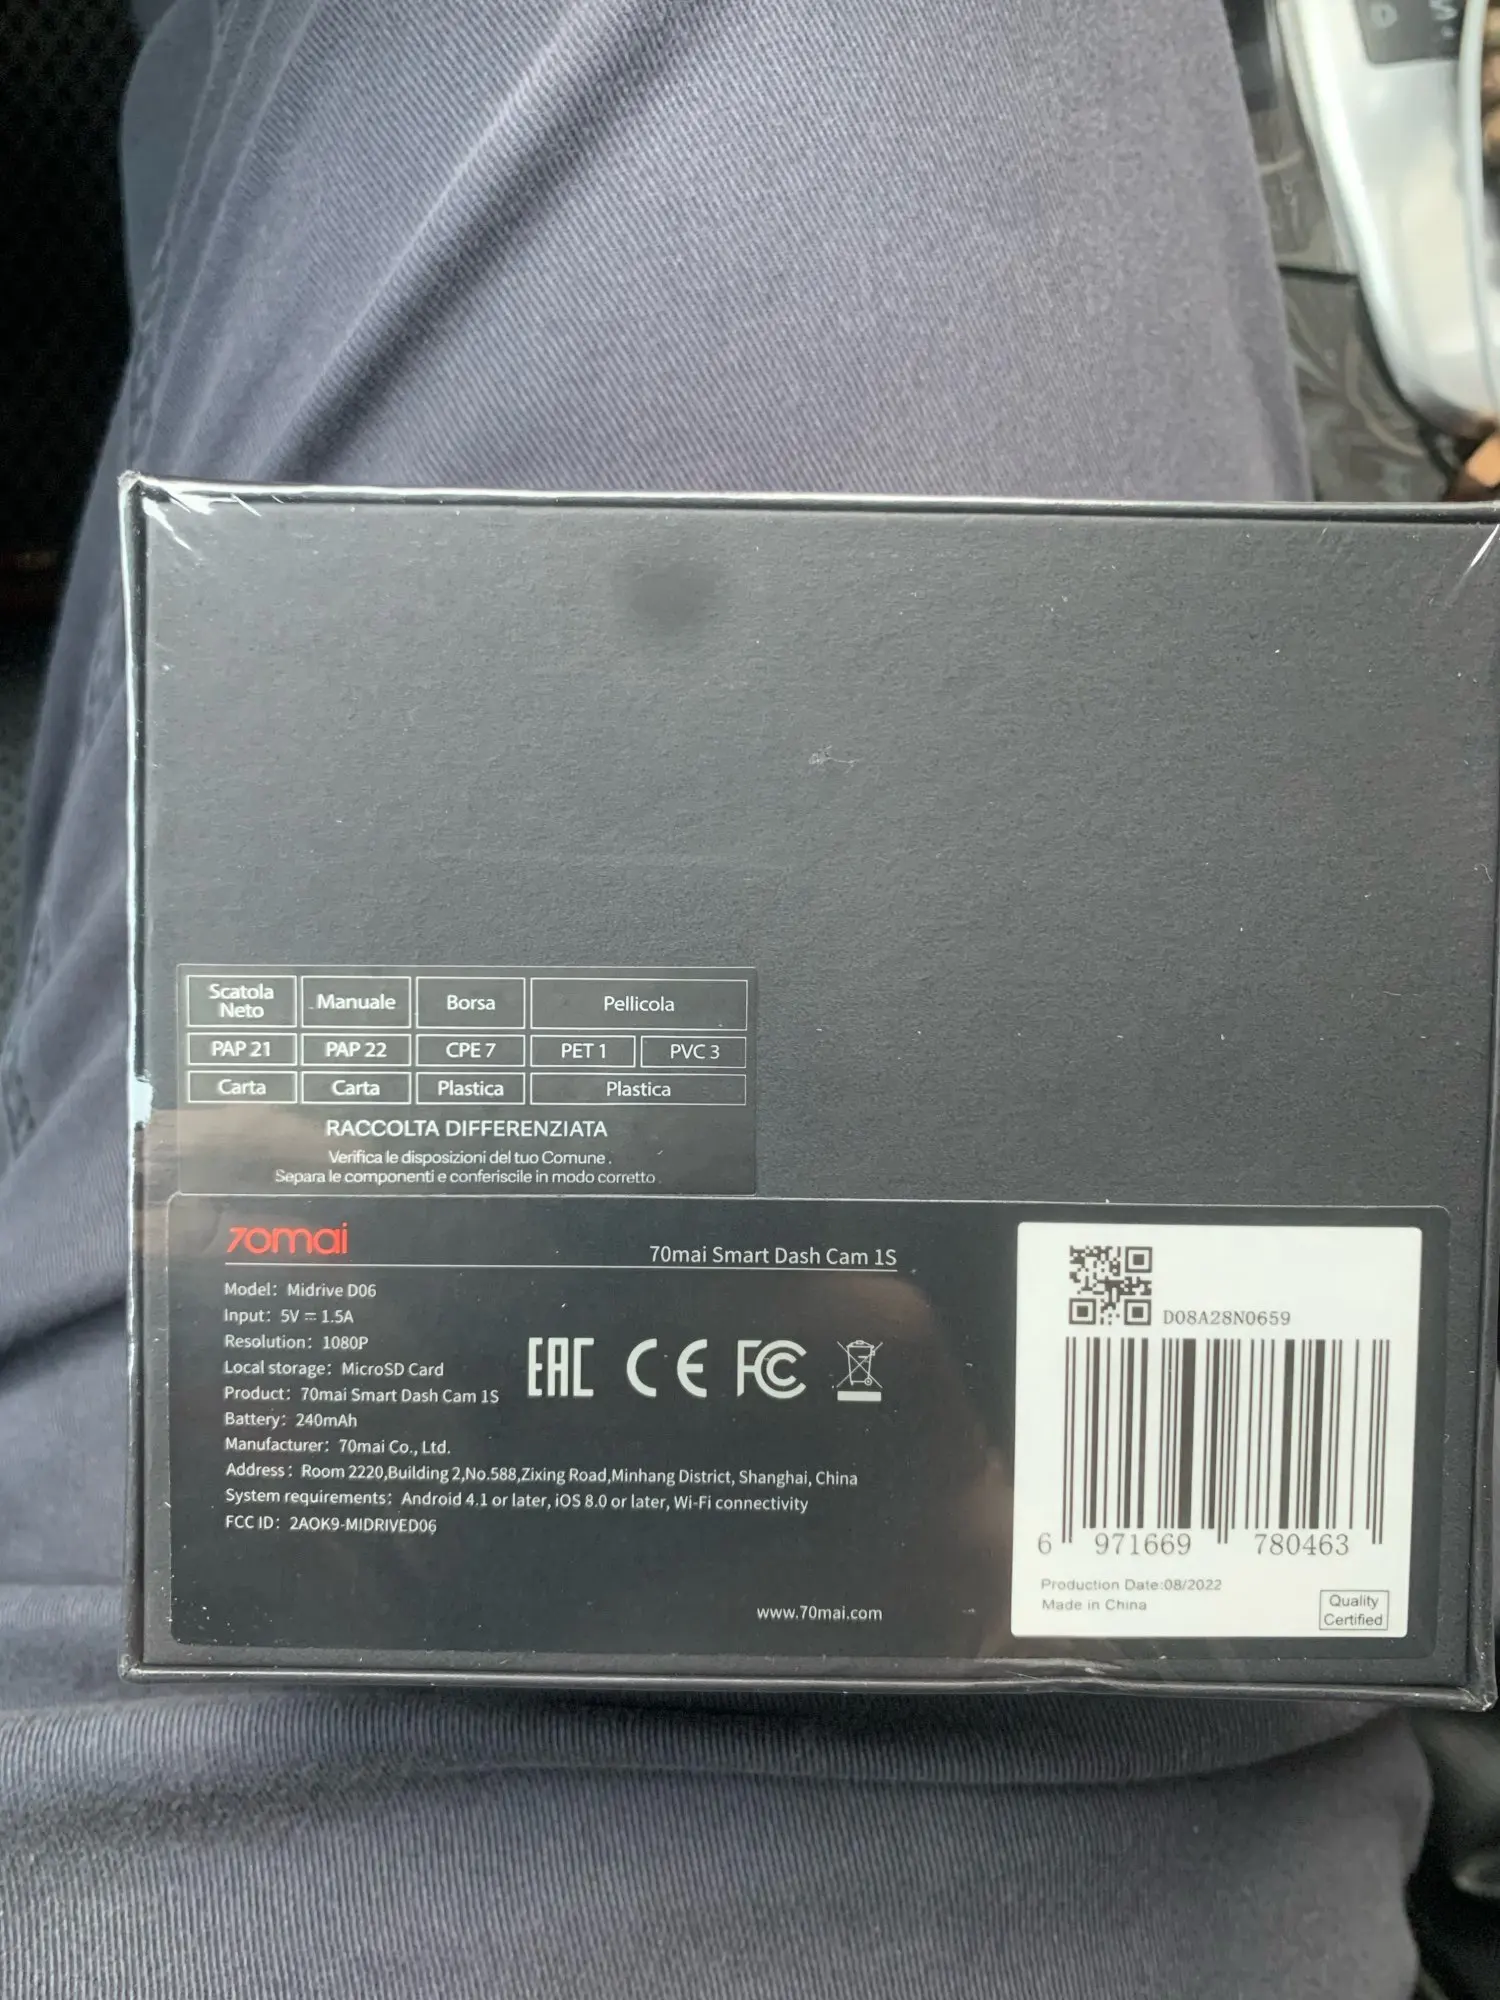 Scatola Neto
Manuale
Borsa
Pellicola
PAP 21
PAP 22
CPE 7
PET 1
PVC 3
Carta
Carta
Plastica
Plastica
RACCOLTA DIFFERENZIATA
Verifica le disposizioni del tuo Comune.
Separa le componenti e conferiscile in modo corretto.
70mai
70mai Smart Dash Cam 1S
Model: Midrive D06
Input: 5V ⎓ 1.5A
Resolution: 1080P
Local storage: MicroSD Card
Product: 70mai Smart Dash Cam 1S
Battery: 240mAh
Manufacturer: 70mai Co., Ltd.
Address: Room 2220,Building 2,No.588,Zixing Road,Minhang District, Shanghai, China
System requirements: Android 4.1 or later, iOS 8.0 or later, Wi-Fi connectivity
FCC ID: 2AOK9-MIDRIVED06
EAC CE FC
www.70mai.com
D08A28N0659
6 971669 780463
Production Date:08/2022
Made in China
Quality
Certified